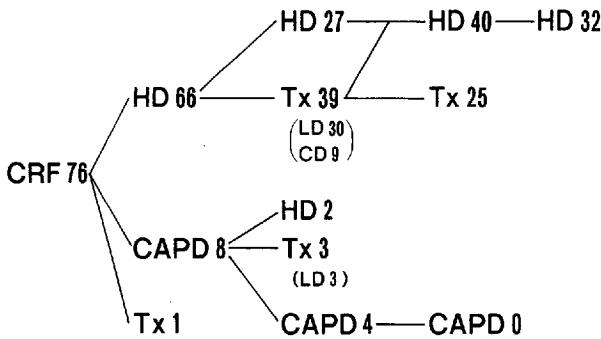 HD 27 HD 40 HD 32
HD 66 Tx 39 Tx 25
(LD 30
CD 9)
CRF 76
HD 2
CAPD 8 Tx 3
(LD 3)
Tx 1 CAPD 4 CAPD 0